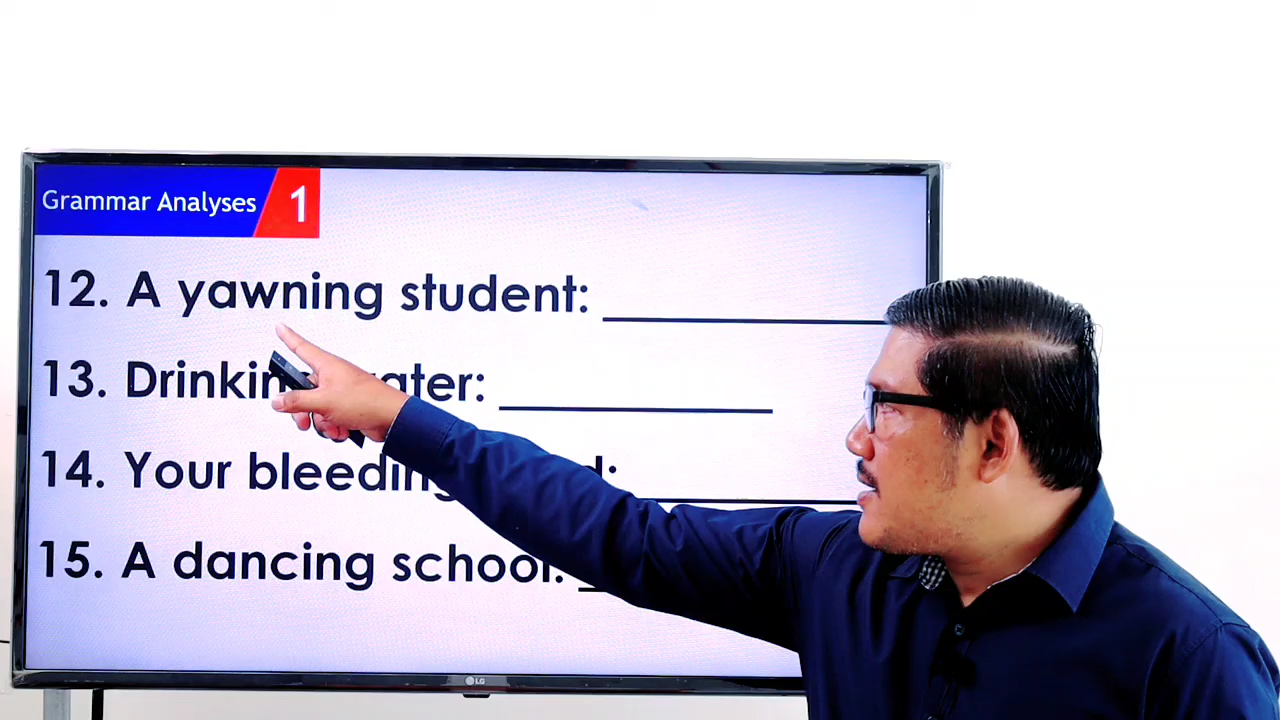 Grammar Analyses 1
12. A yawning student:
13.
14. Your
15. A dancing school:
LG